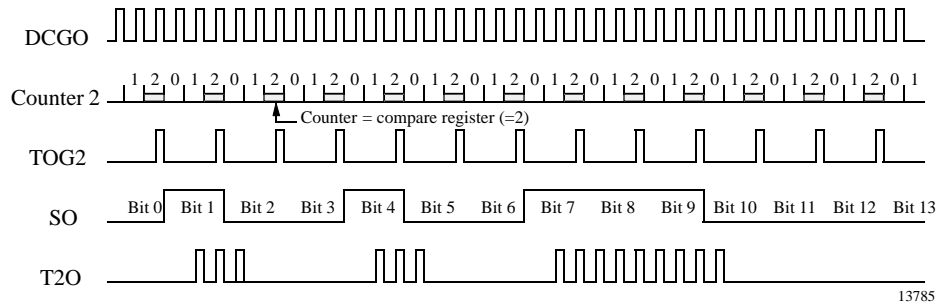 DCGO
1 2 0 1 2 0 1 2 0 1 2 0 1 2 0 1 2 0 1 2 0 1 2 0 1 2 0 1 2 0 1 2 0 1 2 0 1 2 0 1
Counter 2
Counter = compare register (=2)
TOG2
SO Bit 0 Bit 1 Bit 2 Bit 3 Bit 4 Bit 5 Bit 6 Bit 7 Bit 8 Bit 9 Bit 10 Bit 11 Bit 12 Bit 13
T2O
13785